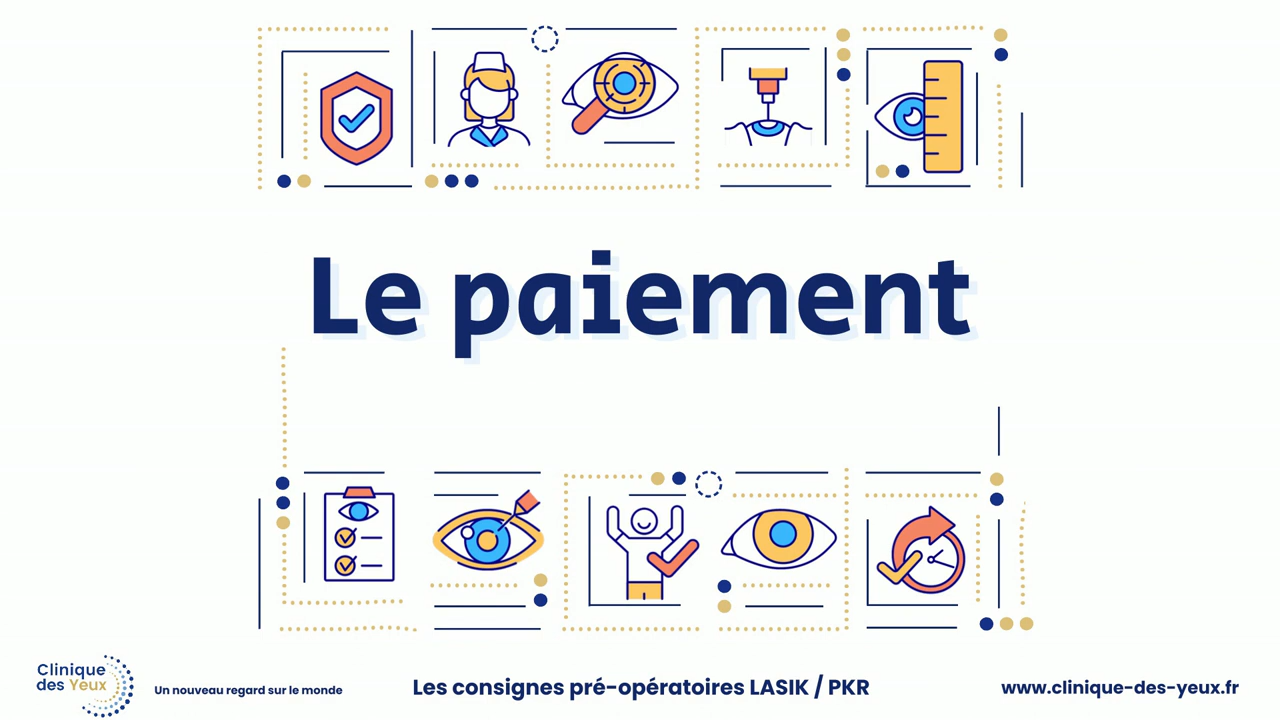 Le paiement
Clinique
des Yeux
Un nouveau regard sur le monde
Les consignes pré-opératoires LASIK / PKR
www.clinique-des-yeux.fr